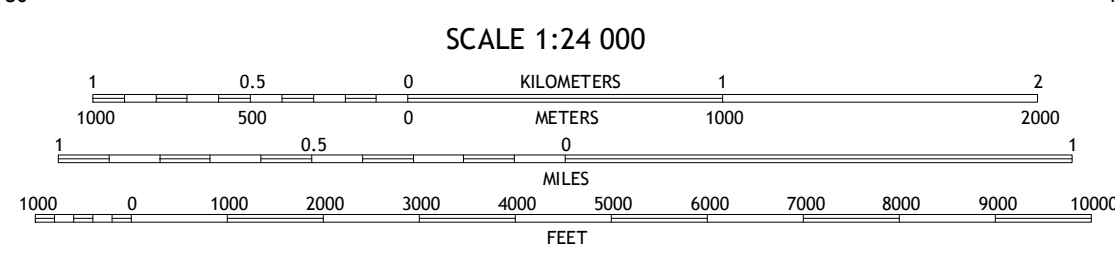 SCALE 1:24 000
1 0.5 0 KILOMETERS 1 2
1000 500 0 METERS 1000 2000
1 0.5 0 1
MILES
1000 0 1000 2000 3000 4000 5000 6000 7000 8000 9000 10000
FEET